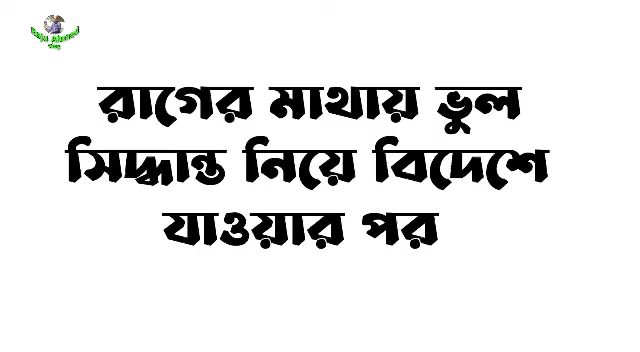 রাগের মাথায় ভুল
সিদ্ধান্ত নিয়ে বিদেশে
যাওয়ার পর